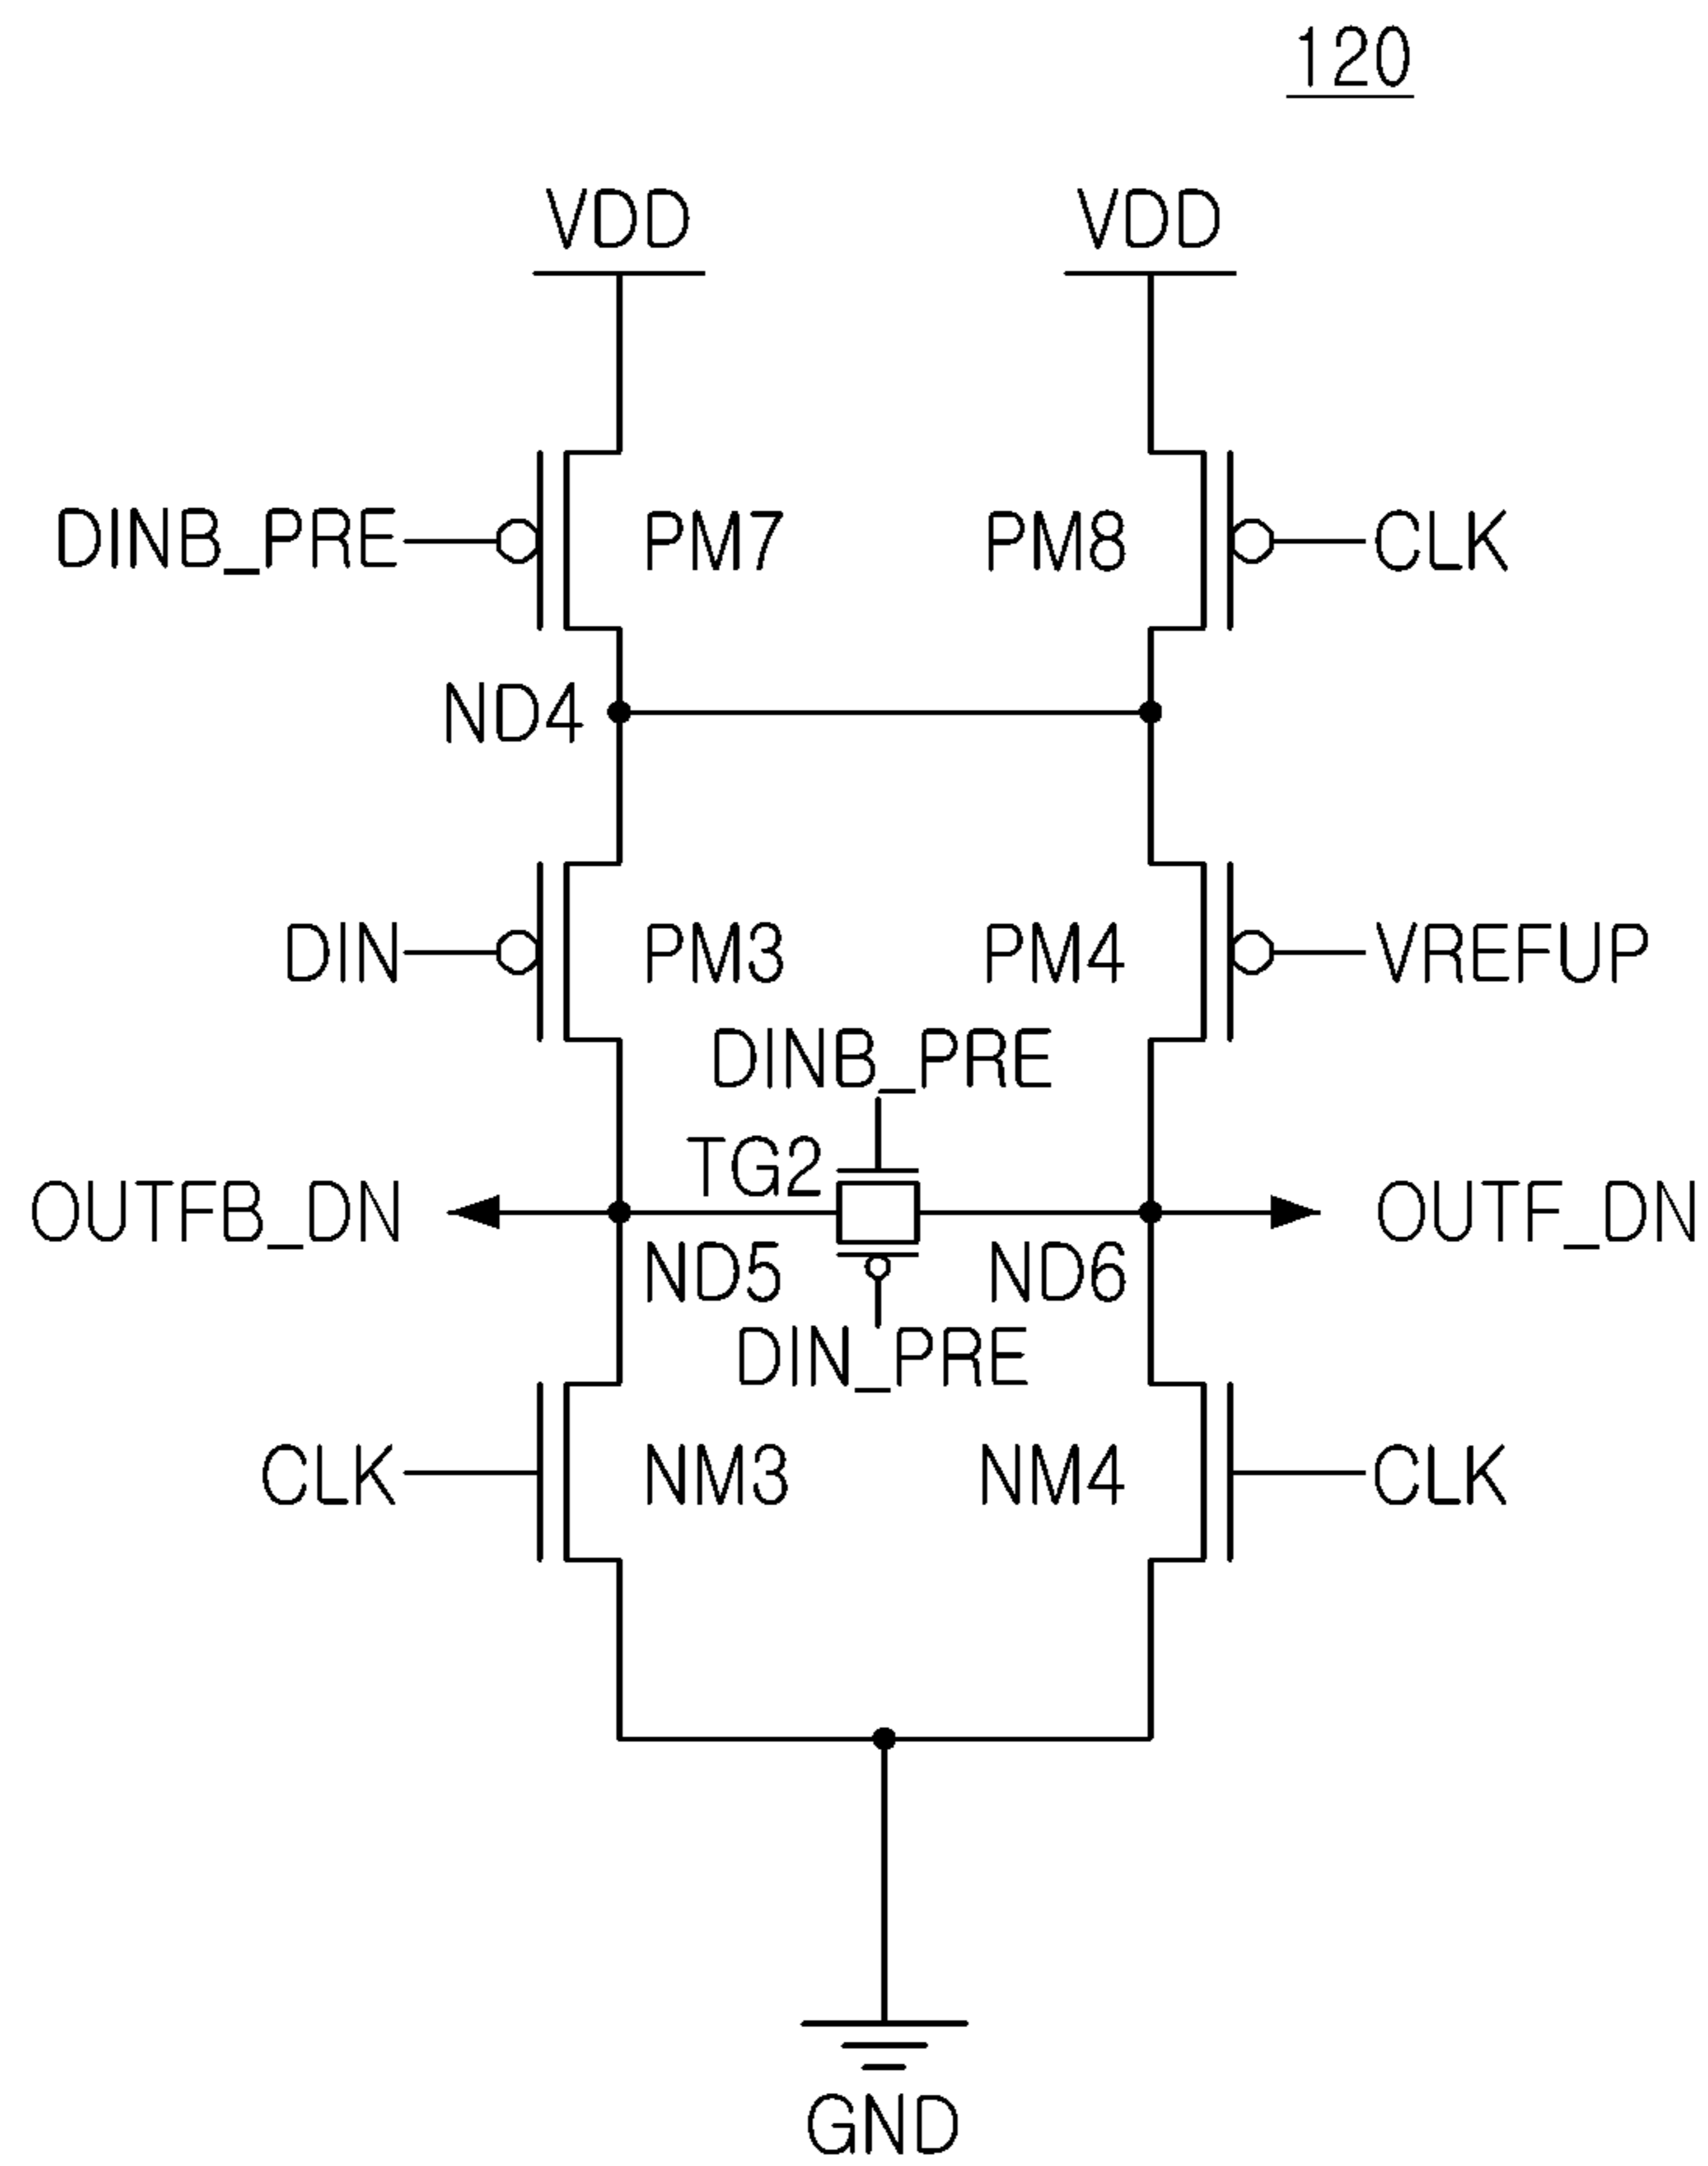 120
VDD VDD
DINB_PRE PM7 PM8 CLK
ND4
DIN PM3 PM4 VREFUP
DINB_PRE
TG2
OUTFB_DN OUTF_DN
ND5 ND6
DIN_PRE
CLK NM3 NM4 CLK
GND